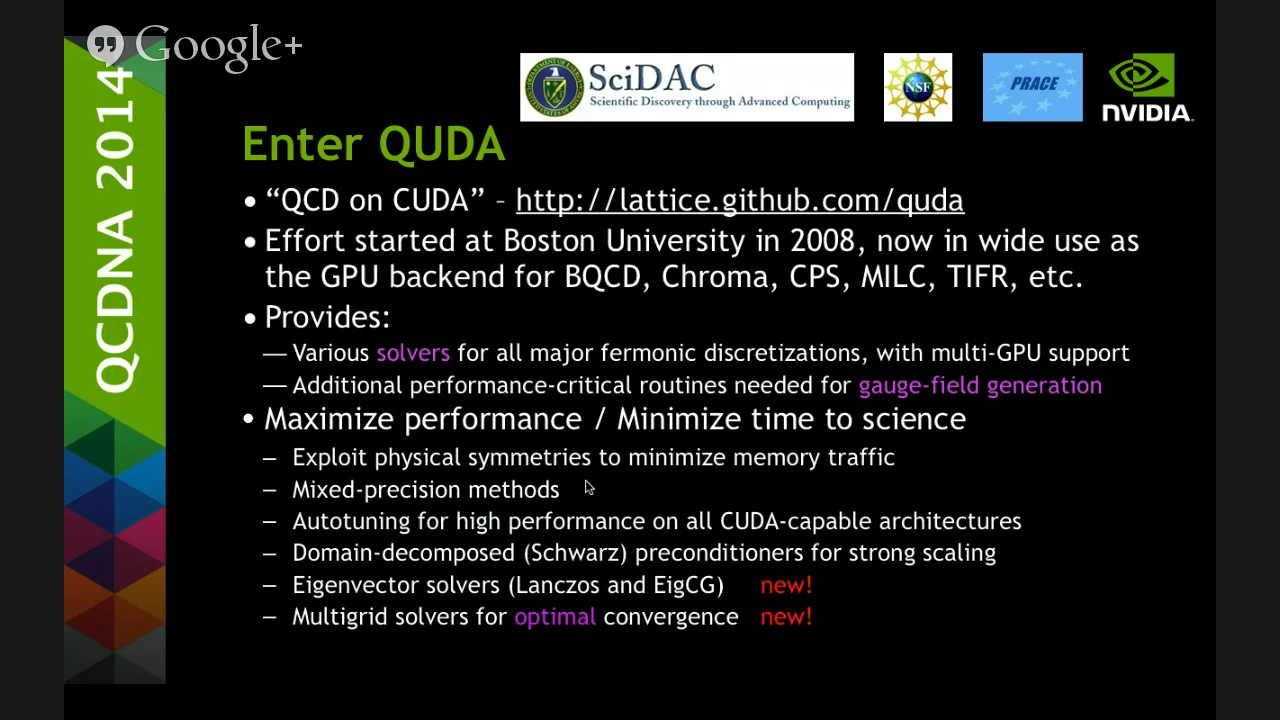 Google+
QCDNA 2014
SciDAC
Scientific Discovery through Advanced Computing
NSF
PRACE
NVIDIA.
Enter QUDA
• “QCD on CUDA” – http://lattice.github.com/quda
• Effort started at Boston University in 2008, now in wide use as
the GPU backend for BQCD, Chroma, CPS, MILC, TIFR, etc.
• Provides:
— Various solvers for all major fermonic discretizations, with multi-GPU support
— Additional performance-critical routines needed for gauge-field generation
• Maximize performance / Minimize time to science
– Exploit physical symmetries to minimize memory traffic
– Mixed-precision methods
– Autotuning for high performance on all CUDA-capable architectures
– Domain-decomposed (Schwarz) preconditioners for strong scaling
– Eigenvector solvers (Lanczos and EigCG) new!
– Multigrid solvers for optimal convergence new!